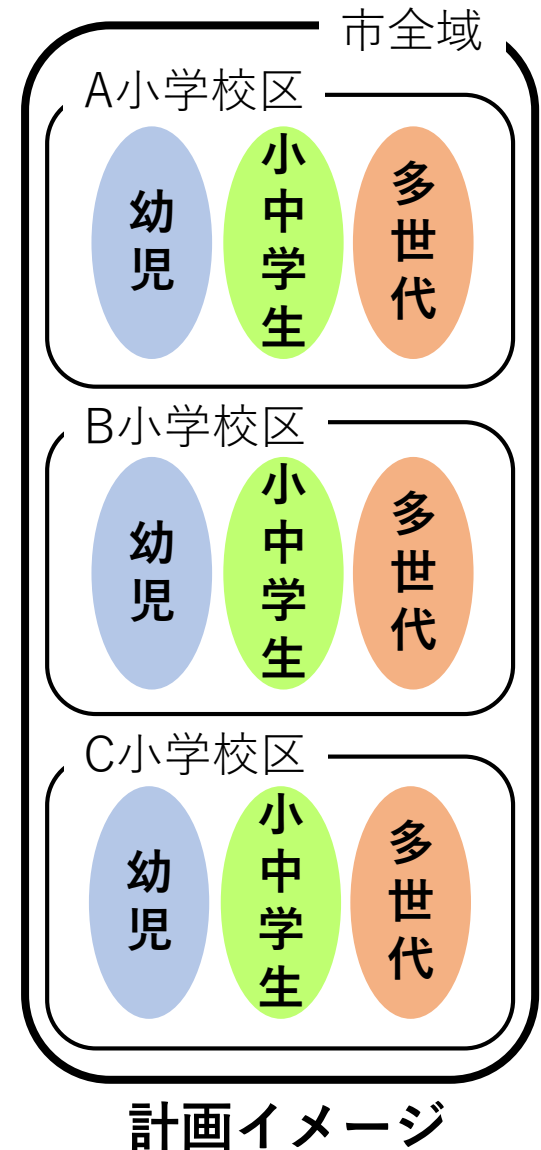 市全域
A小学校区
幼児
小中学生
多世代
B小学校区
幼児
小中学生
多世代
C小学校区
幼児
小中学生
多世代
計画イメージ